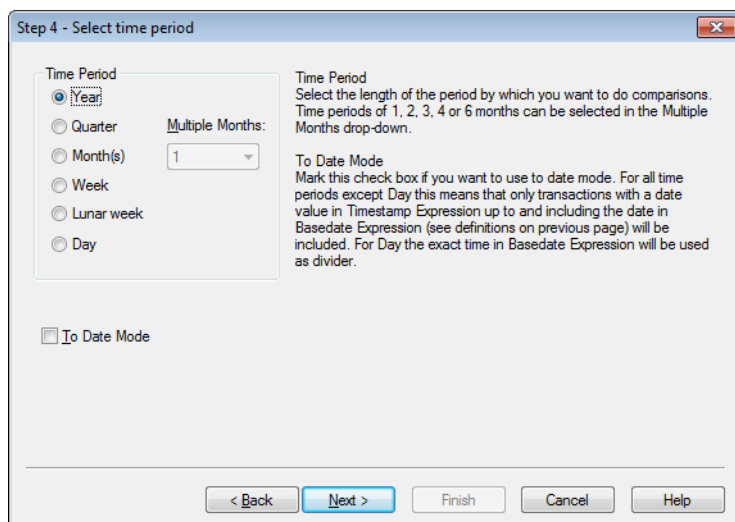 Step 4 - Select time period
Time Period
Year
Quarter
Multiple Months:
Month(s)
1
Week
Lunar week
Day
To Date Mode
Time Period
Select the length of the period by which you want to do comparisons.
Time periods of 1, 2, 3, 4 or 6 months can be selected in the Multiple
Months drop-down.
To Date Mode
Mark this check box if you want to use to date mode. For all time
periods except Day this means that only transactions with a date
value in Timestamp Expression up to and including the date in
Basedate Expression (see definitions on previous page) will be
included. For Day the exact time in Basedate Expression will be used
as divider.
< Back
Next >
Finish
Cancel
Help